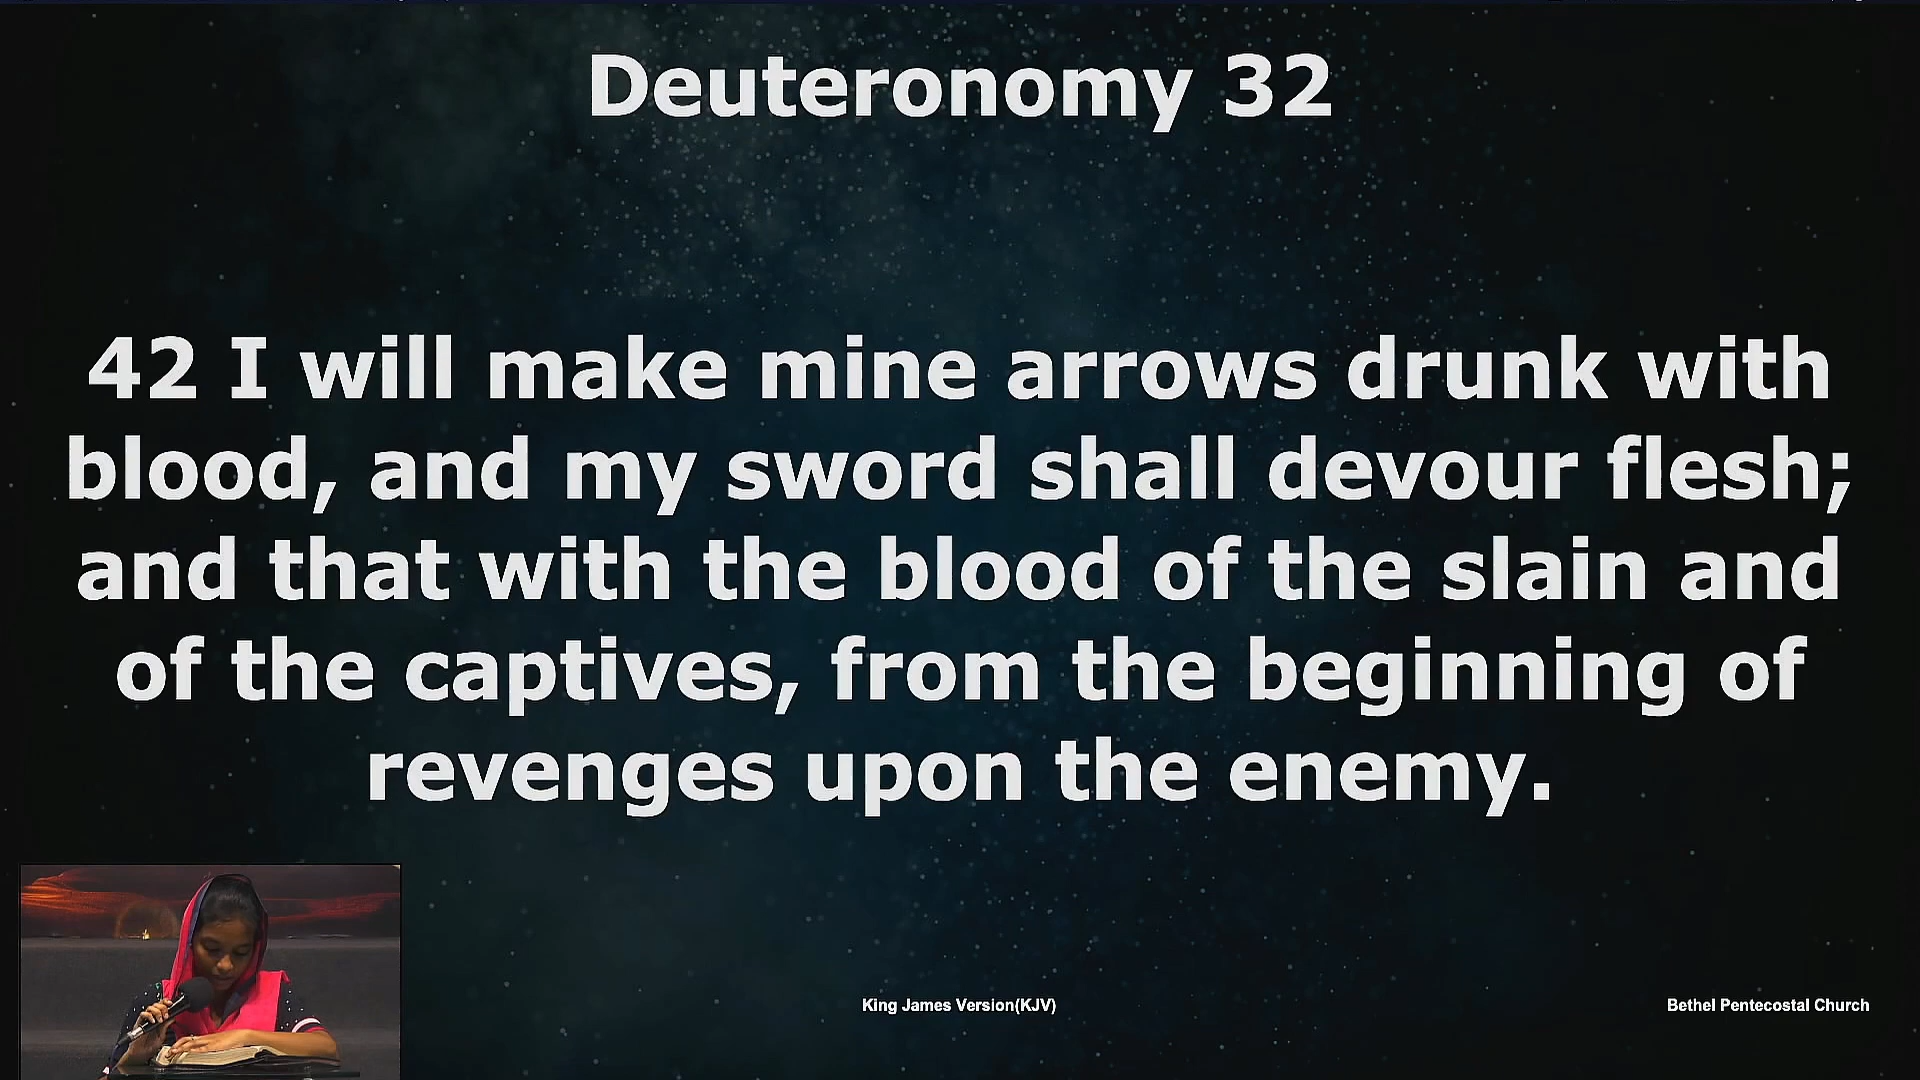 Deuteronomy 32
42 I will make mine arrows drunk with
blood, and my sword shall devour flesh;
and that with the blood of the slain and
of the captives, from the beginning of
revenges upon the enemy.
King James Version(KJV)
Bethel Pentecostal Church